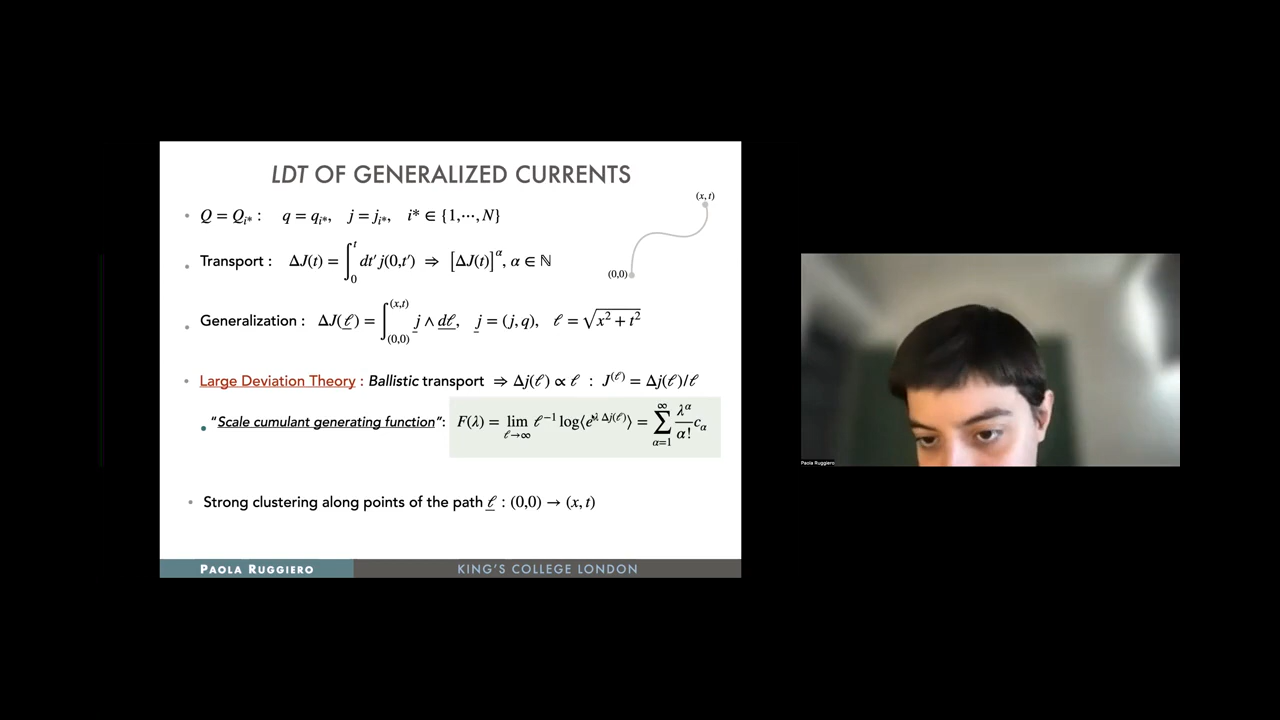 LDT OF GENERALIZED CURRENTS
(x, t)
• Q = Q_{i*} : q = q_{i*}, j = j_{i*}, i* ∈ {1,⋯,N}
• Transport : ΔJ(t) = ∫_0^t dt′ j(0,t′) ⇒ [ΔJ(t)]^α, α ∈ ℕ
(0,0)
• Generalization : ΔJ(ℓ) = ∫_{(0,0)}^{(x,t)} j ∧ dℓ, j = (j, q), ℓ = √(x² + t²)
• Large Deviation Theory : Ballistic transport ⇒ Δj(ℓ) ∝ ℓ : J^{(ℓ)} = Δj(ℓ)/ℓ
• "Scale cumulant generating function": F(λ) = lim_{ℓ→∞} ℓ^{−1} log⟨e^{λ Δj(ℓ)}⟩ = ∑_{α=1}^{∞} λ^α/α! c_α
• Strong clustering along points of the path ℓ : (0,0) → (x, t)
PAOLA RUGGIERO
KING'S COLLEGE LONDON
Paola Ruggiero